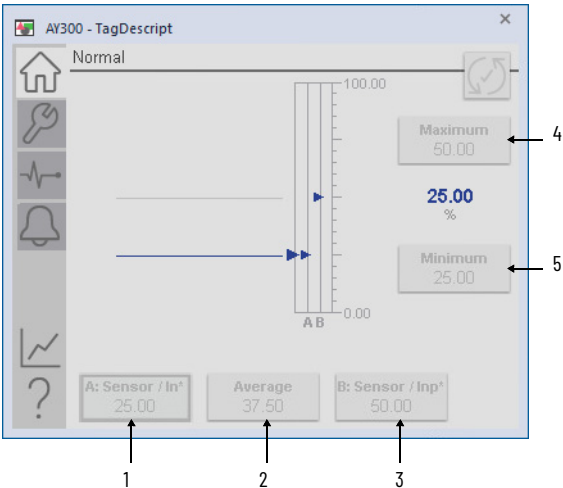 AY300 - TagDescript
Normal
100.00
Maximum
50.00
4
25.00
%
Minimum
25.00
5
0.00
A B
A: Sensor / In*
25.00
Average
37.50
B: Sensor / Inp*
50.00
?
1
2
3